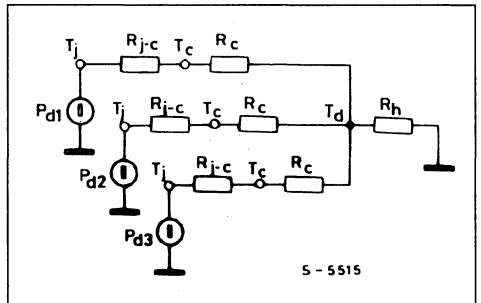 Tj Rj-c Tc Rc
Pd1
Tj Rj-c Tc Rc Td Rh
Pd2
Tj Rj-c Tc Rc
Pd3
S-5515